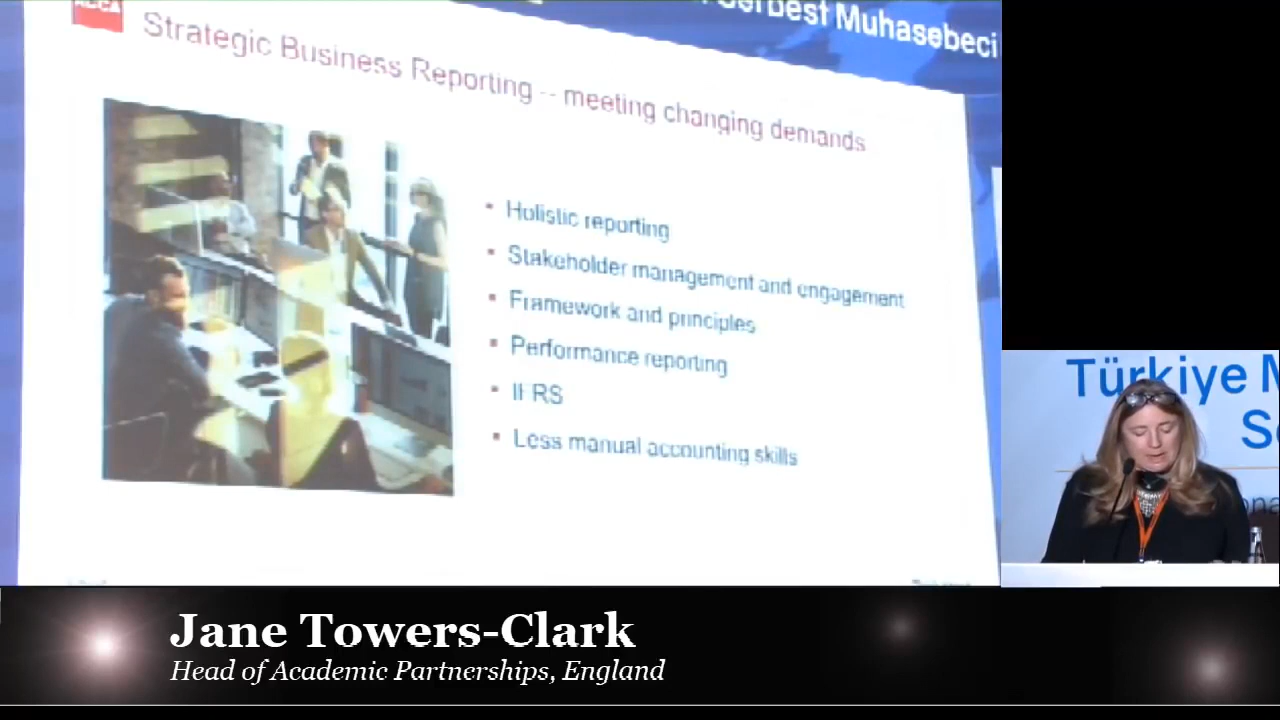 ACCA
Serbest Muhasebeci
Strategic Business Reporting -- meeting changing demands
Holistic reporting
Stakeholder management and engagement
Framework and principles
Performance reporting
IFRS
Less manual accounting skills
Türkiye M
Jane Towers-Clark
Head of Academic Partnerships, England